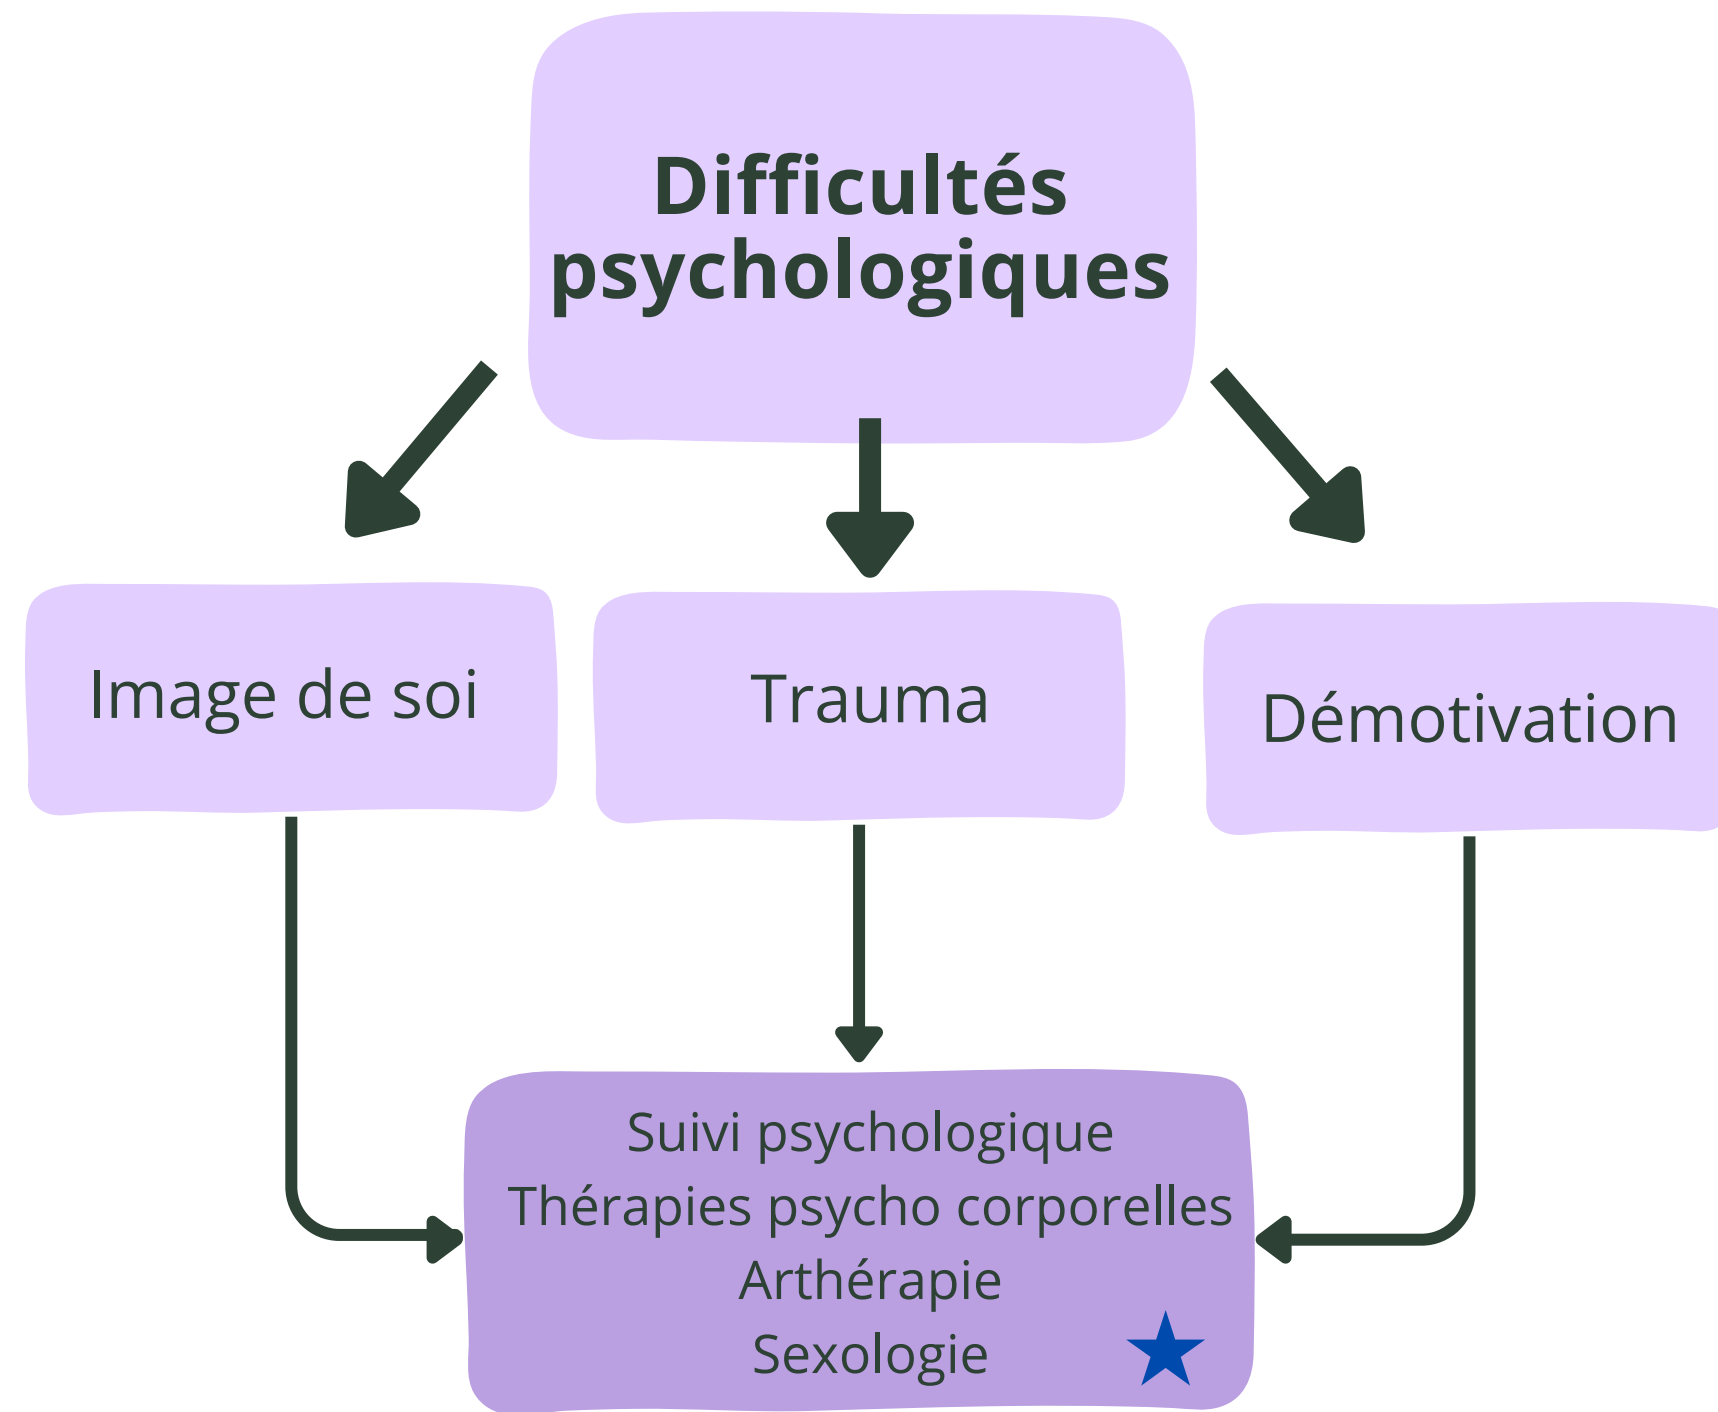 Difficultés
psychologiques
Image de soi
Trauma
Démotivation
Suivi psychologique
Thérapies psycho corporelles
Arthérapie
Sexologie